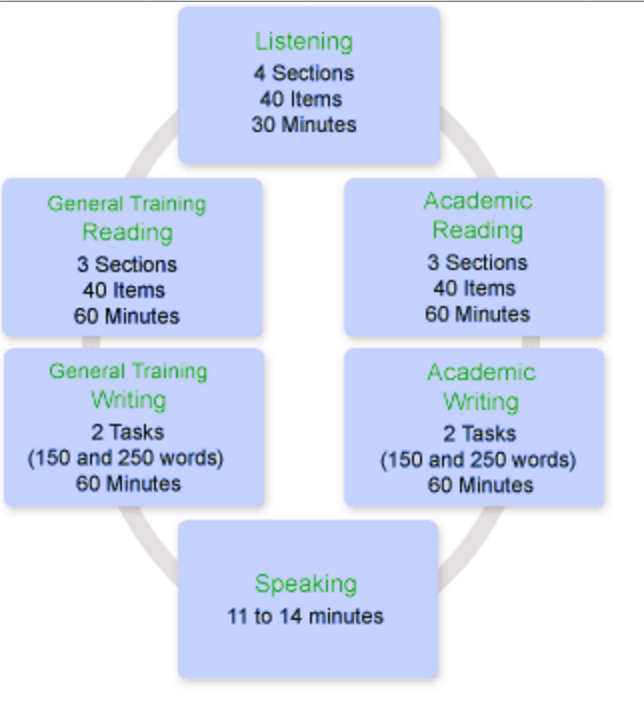 Listening
4 Sections
40 Items
30 Minutes
General Training
Reading
3 Sections
40 Items
60 Minutes
Academic
Reading
3 Sections
40 Items
60 Minutes
General Training
Writing
2 Tasks
(150 and 250 words)
60 Minutes
Academic
Writing
2 Tasks
(150 and 250 words)
60 Minutes
Speaking
11 to 14 minutes